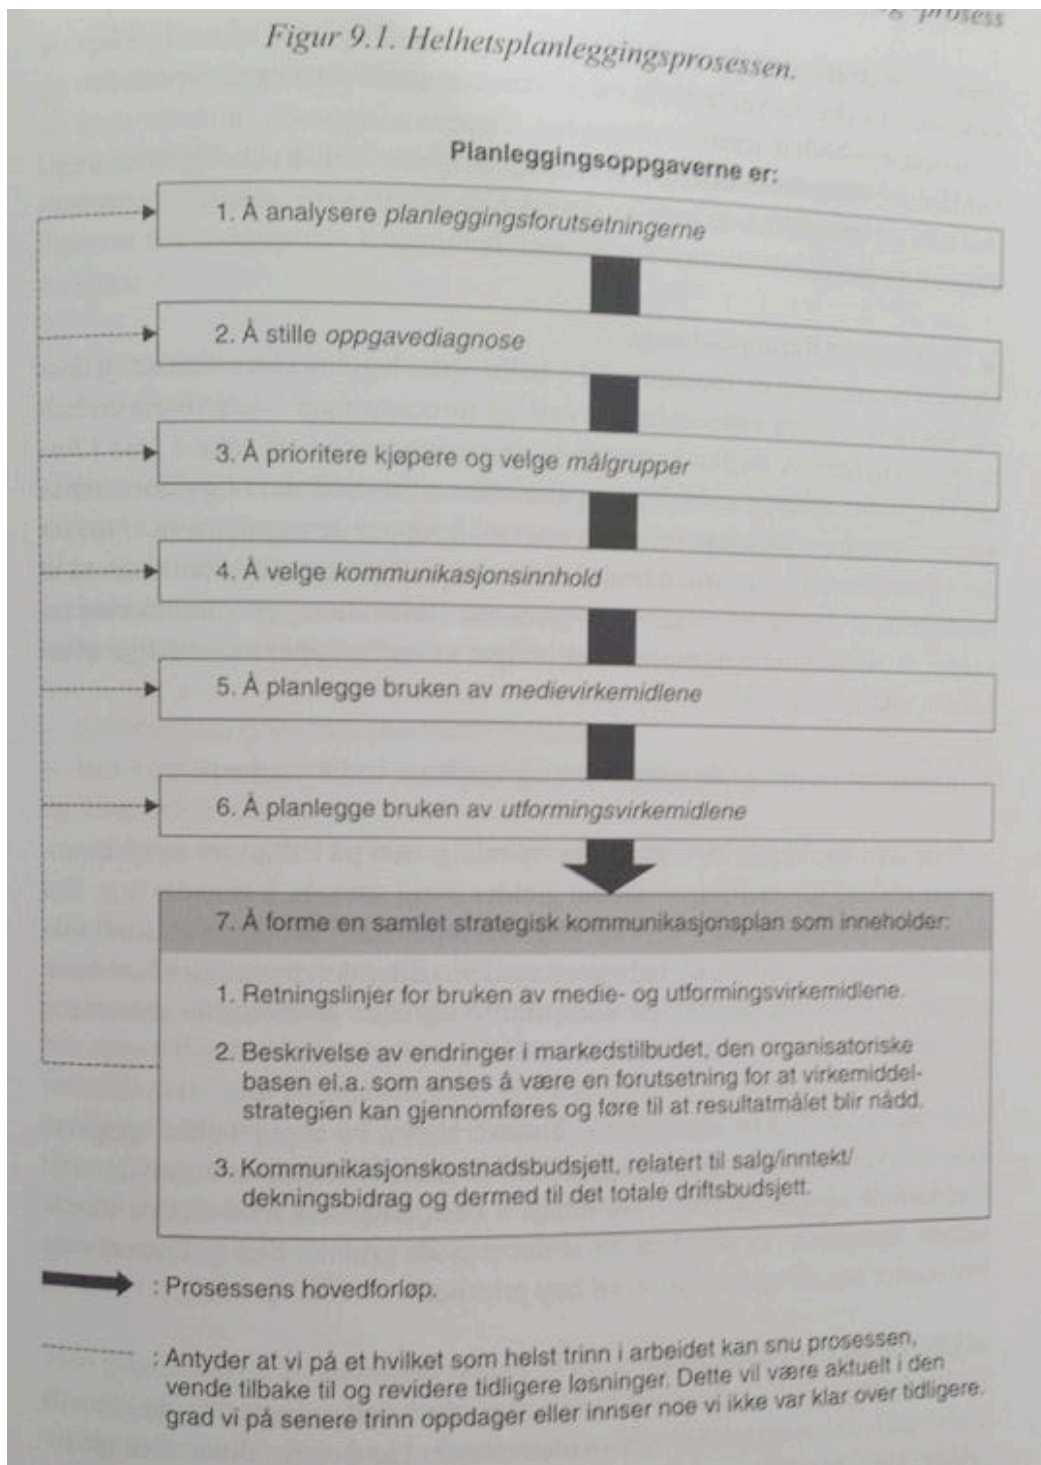 prosess
Figur 9.1. Helhetsplanleggingsprosessen.
Planleggingsoppgaverne er:
1. Å analysere planleggingsforutsetningerne
2. Å stille oppgavediagnose
3. Å prioritere kjøpere og velge målgrupper
4. Å velge kommunikasjonsinnhold
5. Å planlegge bruken av medievirkemidlene
6. Å planlegge bruken av utformingsvirkemidlene
7. Å forme en samlet strategisk kommunikasjonsplan som inneholder:
1. Retningslinjer for bruken av medie- og utformingsvirkemidlene.
2. Beskrivelse av endringer i markedstilbudet, den organisatoriske
basen el.a. som anses å være en forutsetning for at virkemiddel-
strategien kan gjennomføres og føre til at resultatmålet blir nådd.
3. Kommunikasjonskostnadsbudsjett, relatert til salg/inntekt/
dekningsbidrag og dermed til det totale driftsbudsjett.
: Prosessens hovedforløp.
: Antyder at vi på et hvilket som helst trinn i arbeidet kan snu prosessen,
vende tilbake til og revidere tidligere løsninger. Dette vil være aktuelt i den
grad vi på senere trinn oppdager eller innser noe vi ikke var klar over tidligere.